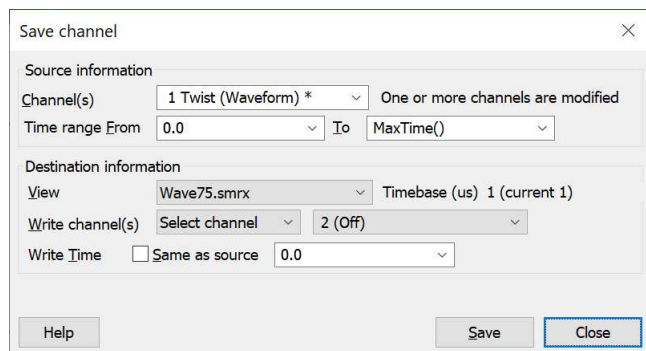 Save channel
Source information
Channel(s) 1 Twist (Waveform) * One or more channels are modified
Time range From 0.0 To MaxTime()
Destination information
View Wave75.smrx Timebase (us) 1 (current 1)
Write channel(s) Select channel 2 (Off)
Write Time Same as source 0.0
Help Save Close